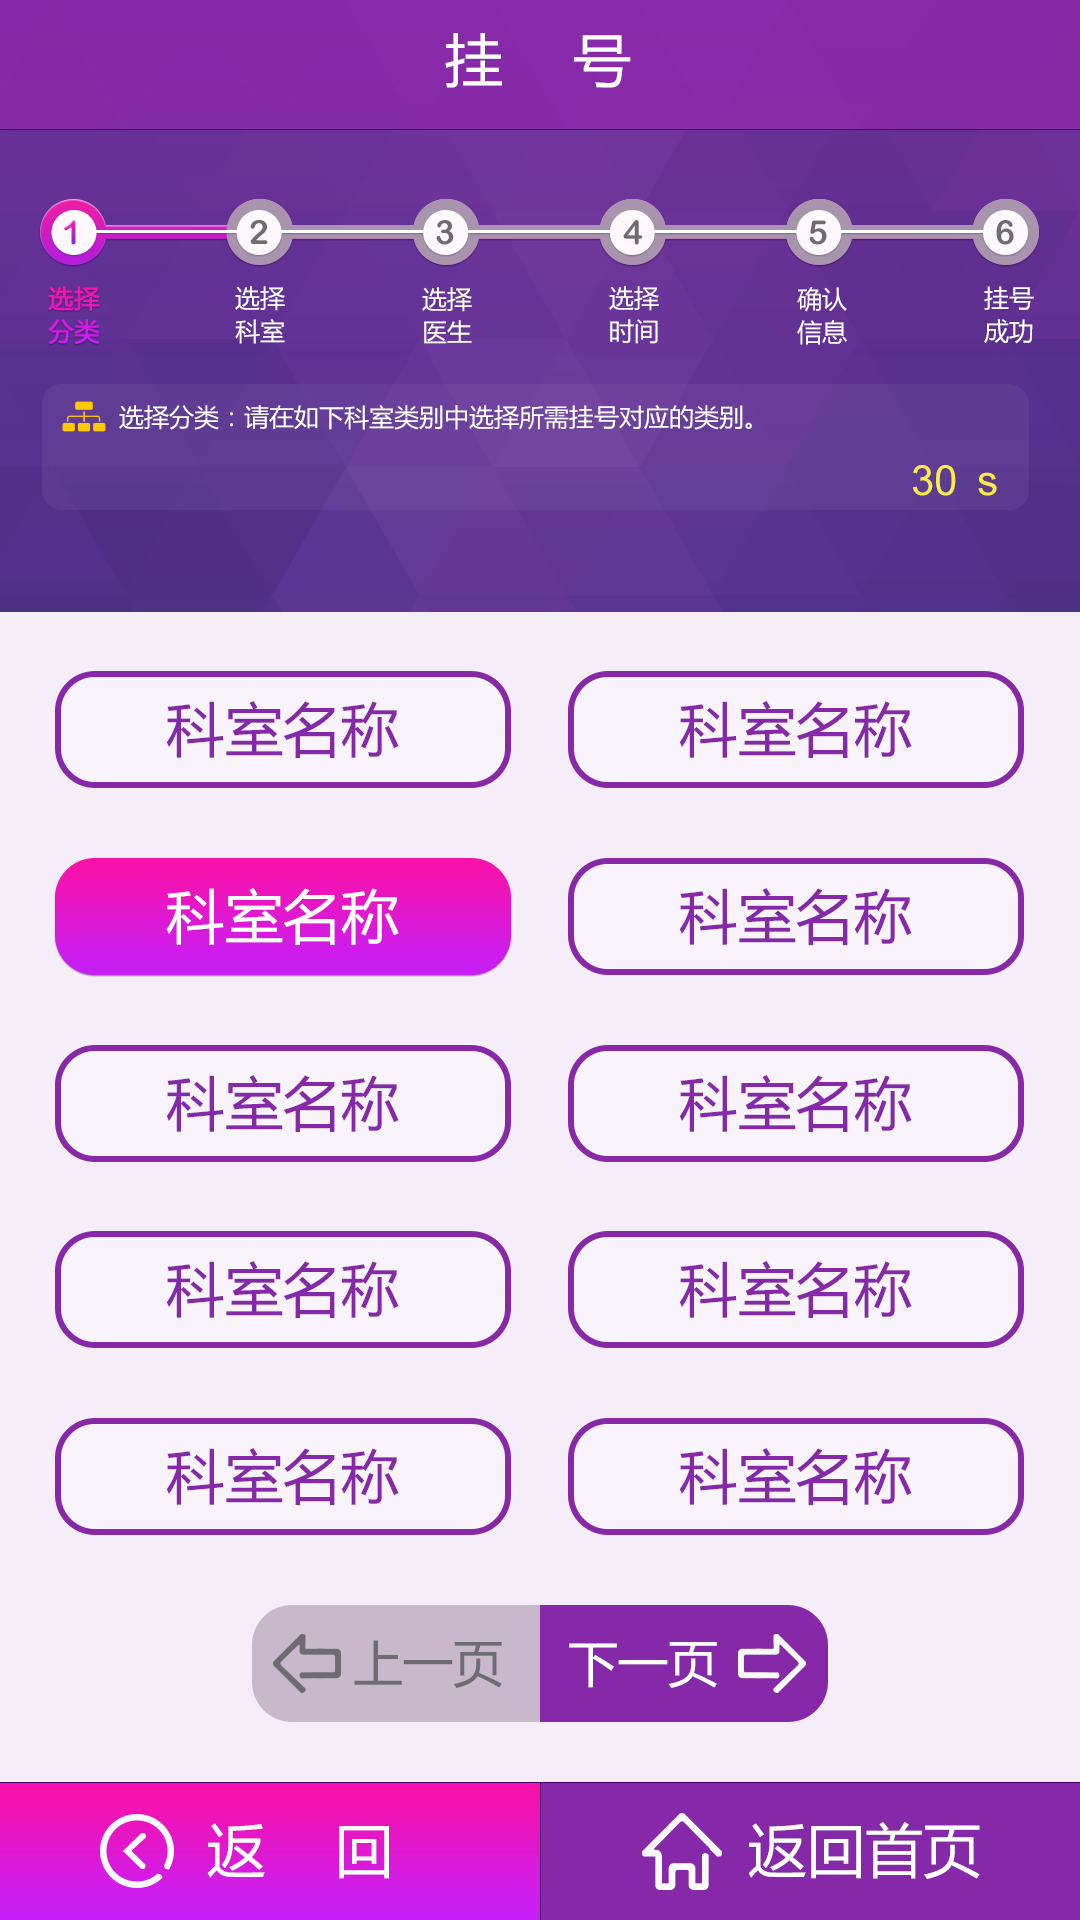 挂 号
1 2 3 4 5 6
选择 选择 选择 选择 确认 挂号
分类 科室 医生 时间 信息 成功
选择分类：请在如下科室类别中选择所需挂号对应的类别。
30 s
科室名称 科室名称
科室名称 科室名称
科室名称 科室名称
科室名称 科室名称
科室名称 科室名称
上一页 下一页
返 回 返回首页